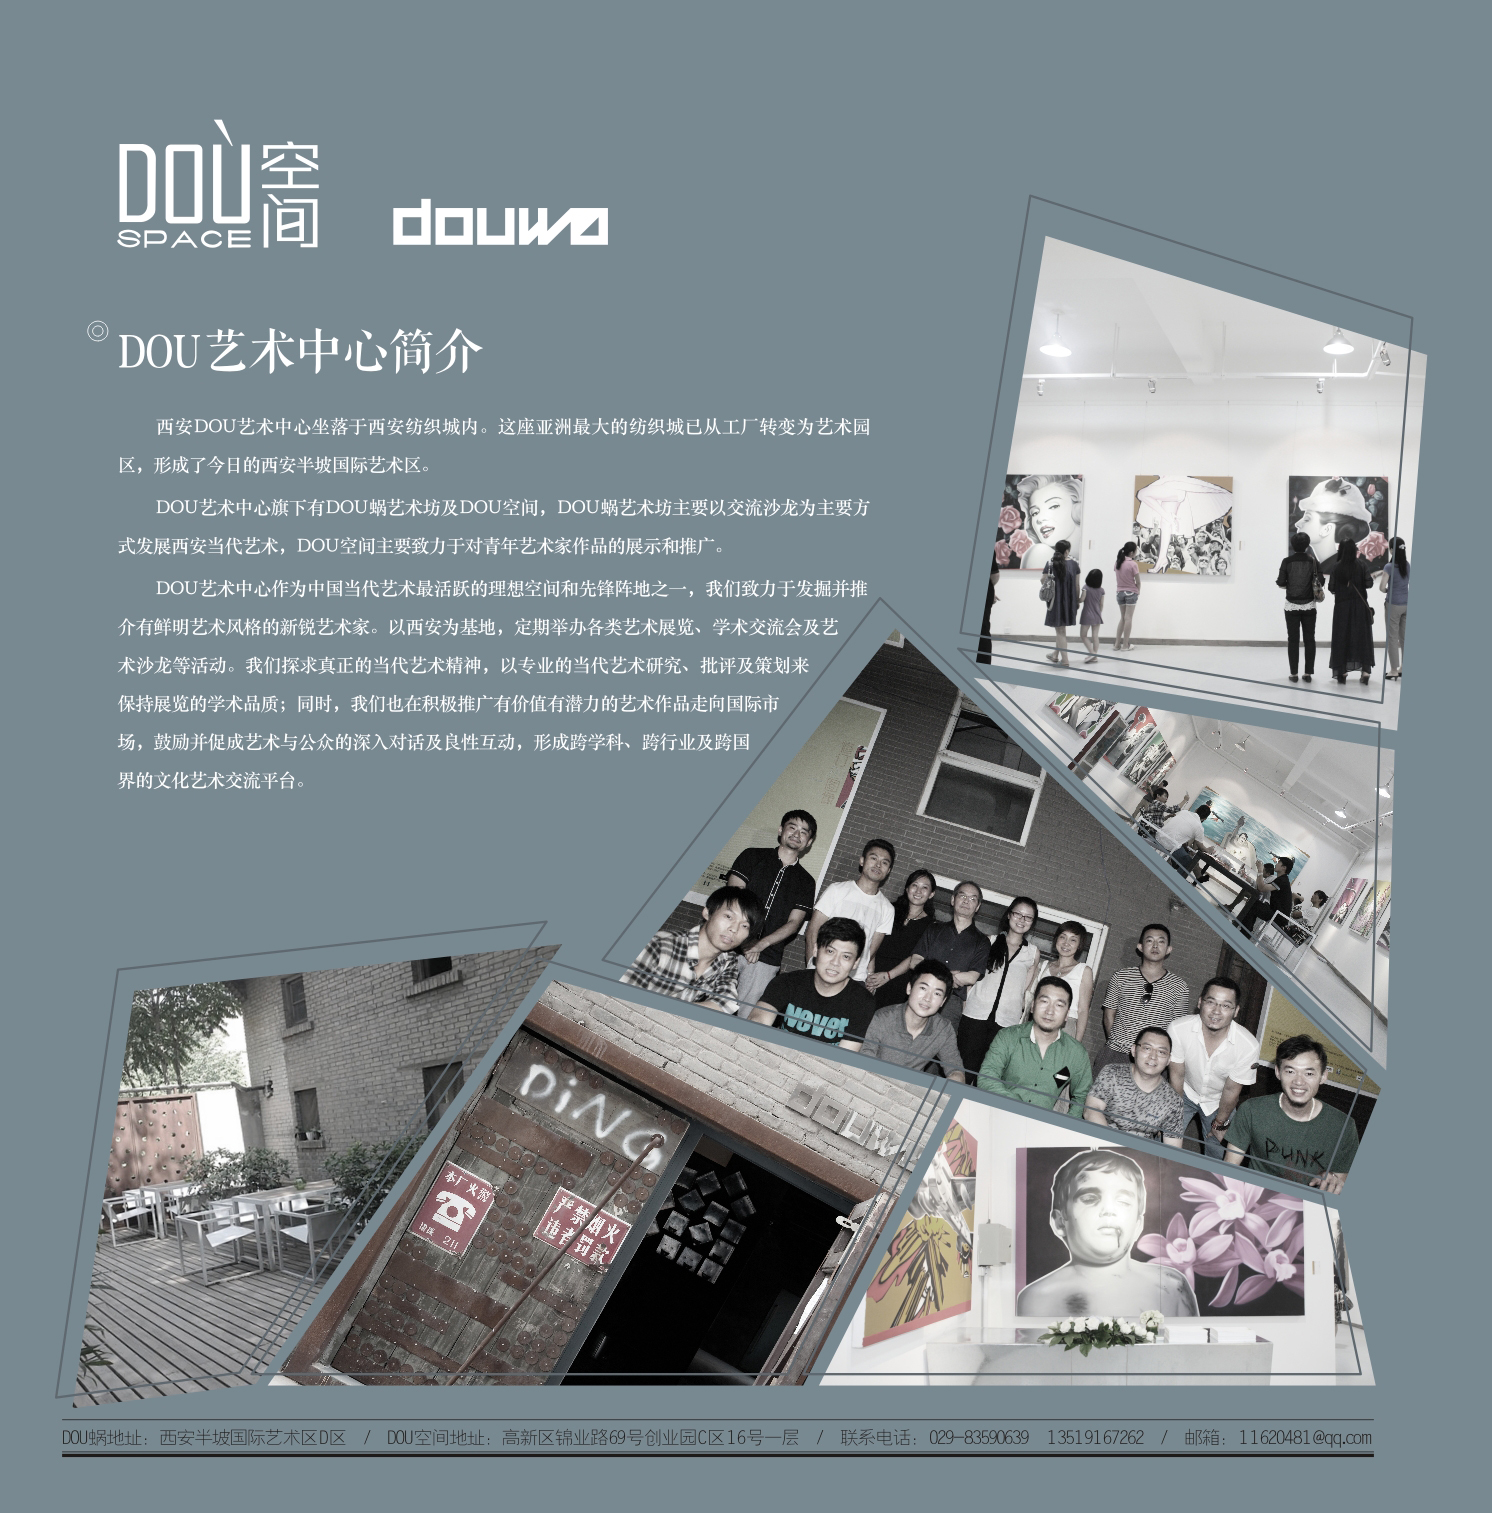 DOÙ空间
SPACE
douwa
DOU艺术中心简介
西安DOU艺术中心坐落于西安纺织城内。这座亚洲最大的纺织城已从工厂转变为艺术园
区，形成了今日的西安半坡国际艺术区。
DOU艺术中心旗下有DOU蜗艺术坊及DOU空间，DOU蜗艺术坊主要以交流沙龙为主要方
式发展西安当代艺术，DOU空间主要致力于对青年艺术家作品的展示和推广。
DOU艺术中心作为中国当代艺术最活跃的理想空间和先锋阵地之一，我们致力于发掘并推
介有鲜明艺术风格的新锐艺术家。以西安为基地，定期举办各类艺术展览、学术交流会及艺
术沙龙等活动。我们探求真正的当代艺术精神，以专业的当代艺术研究、批评及策划来
保持展览的学术品质；同时，我们也在积极推广有价值有潜力的艺术作品走向国际市
场，鼓励并促成艺术与公众的深入对话及良性互动，形成跨学科、跨行业及跨国
界的文化艺术交流平台。
Never
PUNK
DiNG
douwa
本厂火警
211
严禁烟火
违者罚款
DOU蜗地址：西安半坡国际艺术区D区 / DOU空间地址：高新区锦业路69号创业园C区16号一层 / 联系电话：029-83590639 13519167262 / 邮箱：11620481@qq.com